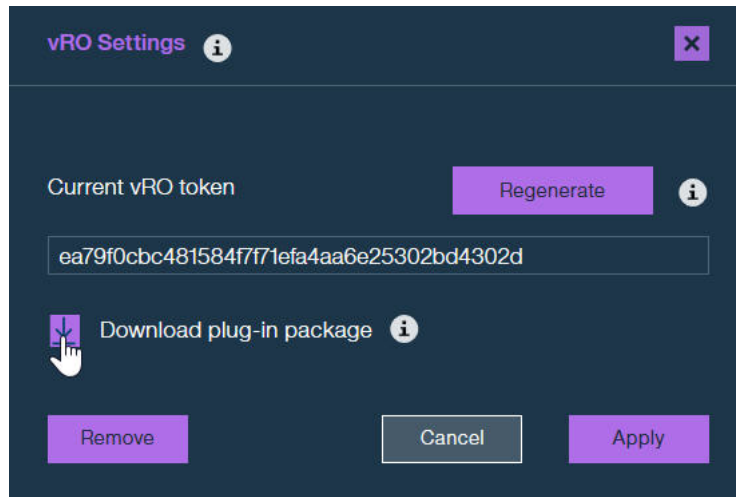 vRO Settings
Current vRO token
Regenerate
ea79f0cbc481584f7f71efa4aa6e25302bd4302d
Download plug-in package
Remove
Cancel
Apply